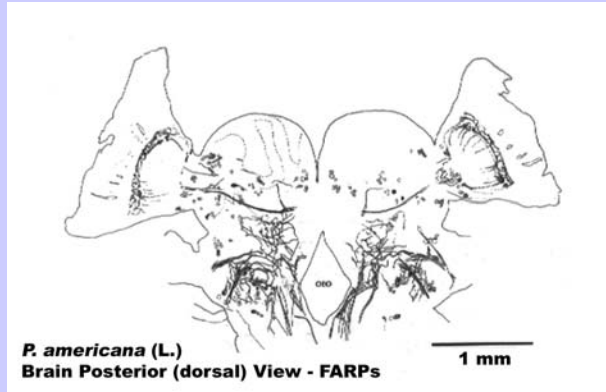 OEO
P. americana (L.)
Brain Posterior (dorsal) View - FARPs
1 mm